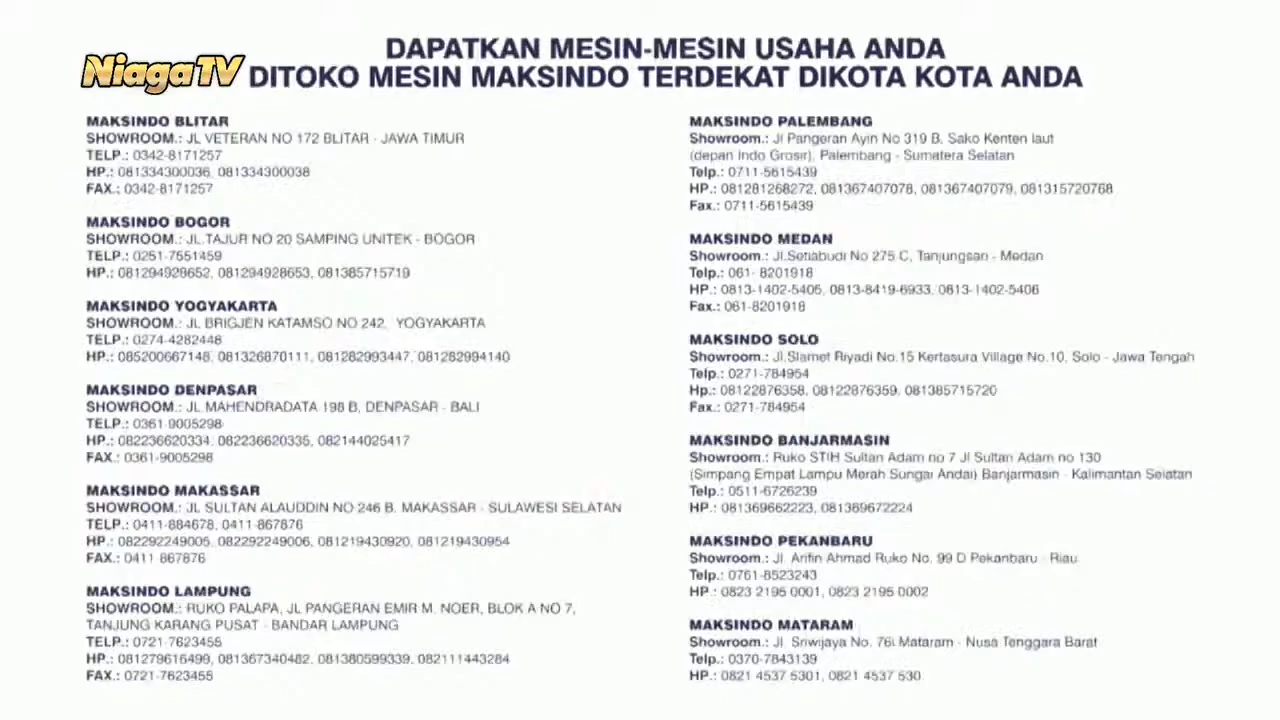 NiagaTV
DAPATKAN MESIN-MESIN USAHA ANDA
DITOKO MESIN MAKSINDO TERDEKAT DIKOTA KOTA ANDA
MAKSINDO BLITAR
SHOWROOM.: JL VETERAN NO 172 BLITAR - JAWA TIMUR
TELP.: 0342-8171257
HP.: 081334300036, 081334300038
FAX.: 0342-8171257
MAKSINDO BOGOR
SHOWROOM.: JL.TAJUR NO 20 SAMPING UNITEK - BOGOR
TELP.: 0251-7551459
HP.: 081294928652, 081294928653, 081385715719
MAKSINDO YOGYAKARTA
SHOWROOM.: JL BRIGJEN KATAMSO NO 242, YOGYAKARTA
TELP.: 0274-4282448
HP.: 085200667148, 081326870111, 081282993447, 081282994140
MAKSINDO DENPASAR
SHOWROOM.: JL.MAHENDRADATA 198 B, DENPASAR - BALI
TELP.: 0361-9005298
HP.: 082236620334, 082236620335, 082144025417
FAX.: 0361-9005298
MAKSINDO MAKASSAR
SHOWROOM.: JL SULTAN ALAUDDIN NO 246 B. MAKASSAR - SULAWESI SELATAN
TELP.: 0411-884678, 0411-867876
HP.: 082292249005, 082292249006, 081219430920, 081219430954
FAX.: 0411 867876
MAKSINDO LAMPUNG
SHOWROOM.: RUKO PALAPA, JL PANGERAN EMIR M. NOER, BLOK A NO 7,
TANJUNG KARANG PUSAT - BANDAR LAMPUNG
TELP.: 0721-7623455
HP.: 081279616499, 081367340482, 081380599339, 082111443284
FAX.: 0721-7623455
MAKSINDO PALEMBANG
Showroom.: Jl Pangeran Ayin No 319 B, Sako Kenten laut
(depan Indo Grosir), Palembang - Sumatera Selatan
Telp.: 0711-5615439
HP.: 081281268272, 081367407078, 081367407079, 081315720768
Fax.: 0711-5615439
MAKSINDO MEDAN
Showroom.: Jl.Setiabudi No 275 C, Tanjungsari - Medan
Telp.: 061- 8201918
HP.: 0813-1402-5405, 0813-8419-6933, 0813-1402-5406
Fax.: 061-8201918
MAKSINDO SOLO
Showroom.: Jl.Slamet Riyadi No.15 Kertasura Village No.10, Solo - Jawa Tengah
Telp.: 0271-784954
Hp.: 08122876358, 08122876359, 081385715720
Fax.: 0271-784954
MAKSINDO BANJARMASIN
Showroom.: Ruko STIH Sultan Adam no 7 Jl Sultan Adam no 130
(Simpang Empat Lampu Merah Sungai Andai) Banjarmasin - Kalimantan Selatan
Telp.: 0511-6726239
HP.: 081369662223, 081369672224
MAKSINDO PEKANBARU
Showroom.: Jl. Arifin Ahmad Ruko No. 99 D Pekanbaru - Riau
Telp.: 0761-8523243
HP.: 0823 2195 0001, 0823 2195 0002
MAKSINDO MATARAM
Showroom.: Jl. Sriwijaya No. 76i Mataram - Nusa Tenggara Barat
Telp.: 0370-7843139
HP.: 0821 4537 5301, 0821 4537 530